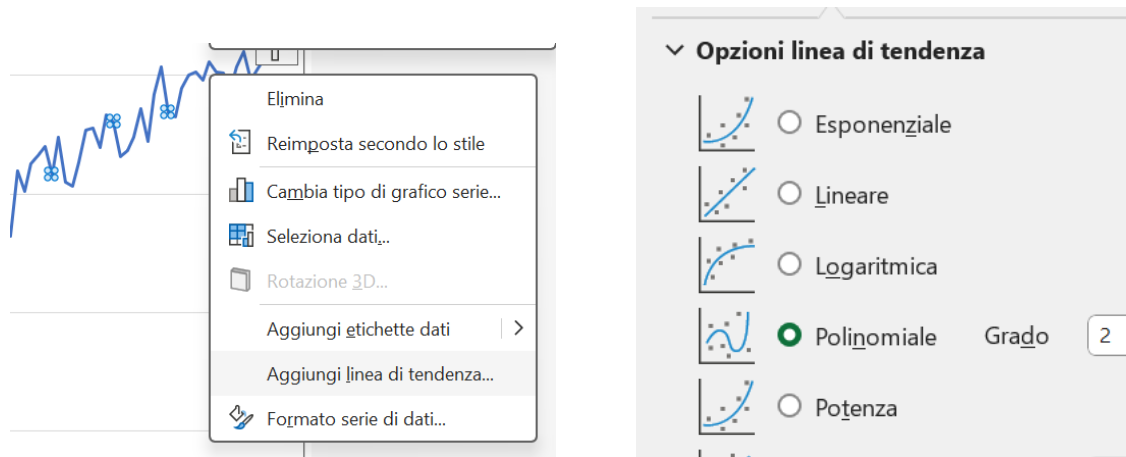 Elimina
Reimposta secondo lo stile
Cambia tipo di grafico serie...
Seleziona dati...
Rotazione 3D...
Aggiungi etichette dati
Aggiungi linea di tendenza...
Formato serie di dati...
Opzioni linea di tendenza
Esponenziale
Lineare
Logaritmica
Polinomiale Grado 2
Potenza